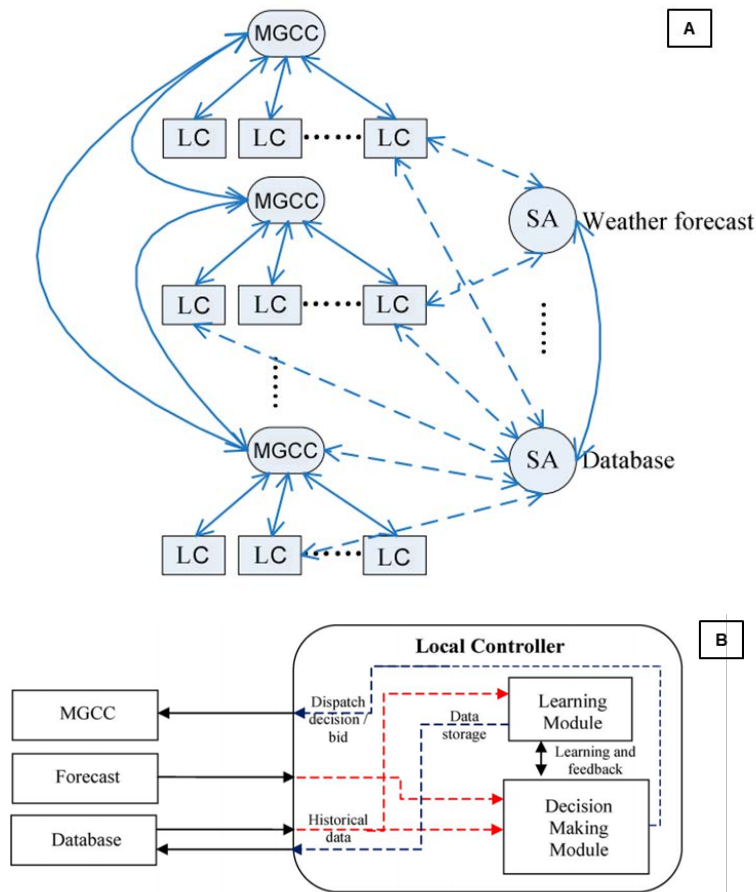 A
MGCC
LC LC LC
MGCC
SA Weather forecast
LC LC LC
MGCC
SA Database
LC LC LC
B
Local Controller
MGCC
Dispatch
decision /
bid
Data
storage
Learning
Module
Learning and
feedback
Forecast
Database
Historical
data
Decision
Making
Module